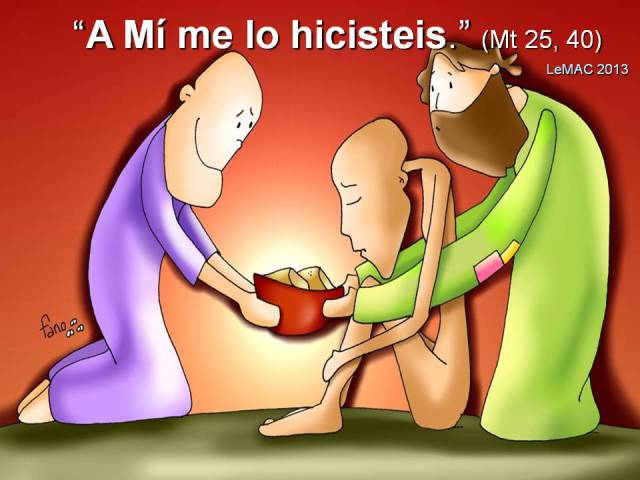 “A Mí me lo hicisteis.” (Mt 25, 40)
LeMAC 2013
fano